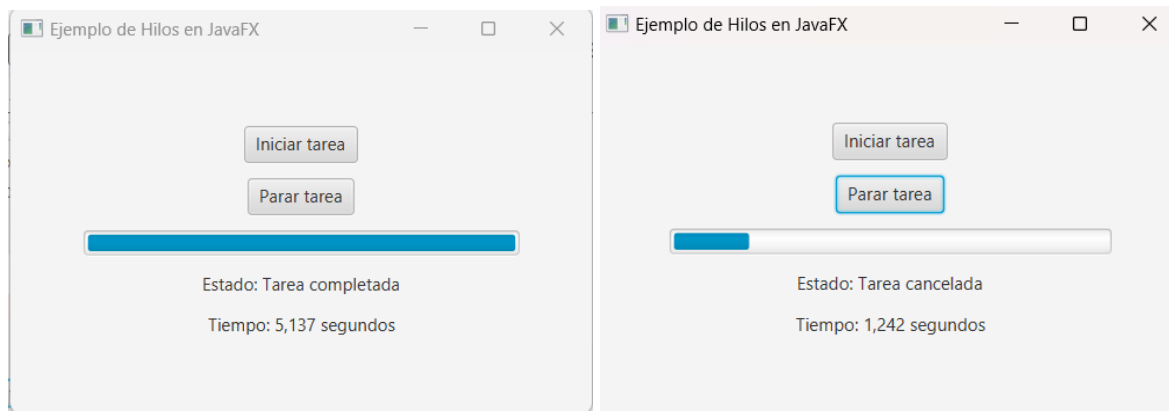 Ejemplo de Hilos en JavaFX
Iniciar tarea
Parar tarea
Estado: Tarea completada
Tiempo: 5,137 segundos
Ejemplo de Hilos en JavaFX
Iniciar tarea
Parar tarea
Estado: Tarea cancelada
Tiempo: 1,242 segundos